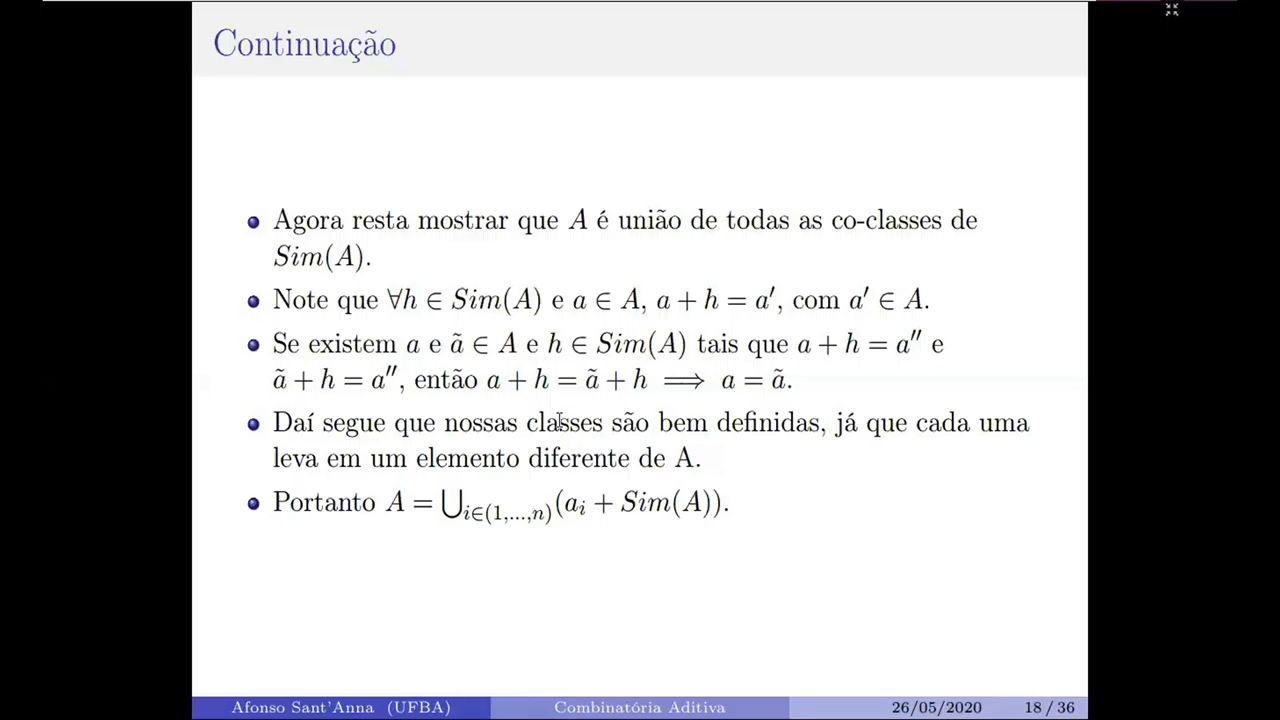 Continuação
Agora resta mostrar que A é união de todas as co-classes de
Sim(A).
Note que ∀h ∈ Sim(A) e a ∈ A, a + h = a′, com a′ ∈ A.
Se existem a e ã ∈ A e h ∈ Sim(A) tais que a + h = a″ e
ã + h = a″, então a + h = ã + h ⟹ a = ã.
Daí segue que nossas classes são bem definidas, já que cada uma
leva em um elemento diferente de A.
Portanto A = ⋃_{i∈(1,...,n)}(a_i + Sim(A)).
Afonso Sant'Anna (UFBA) Combinatória Aditiva 26/05/2020 18 / 36